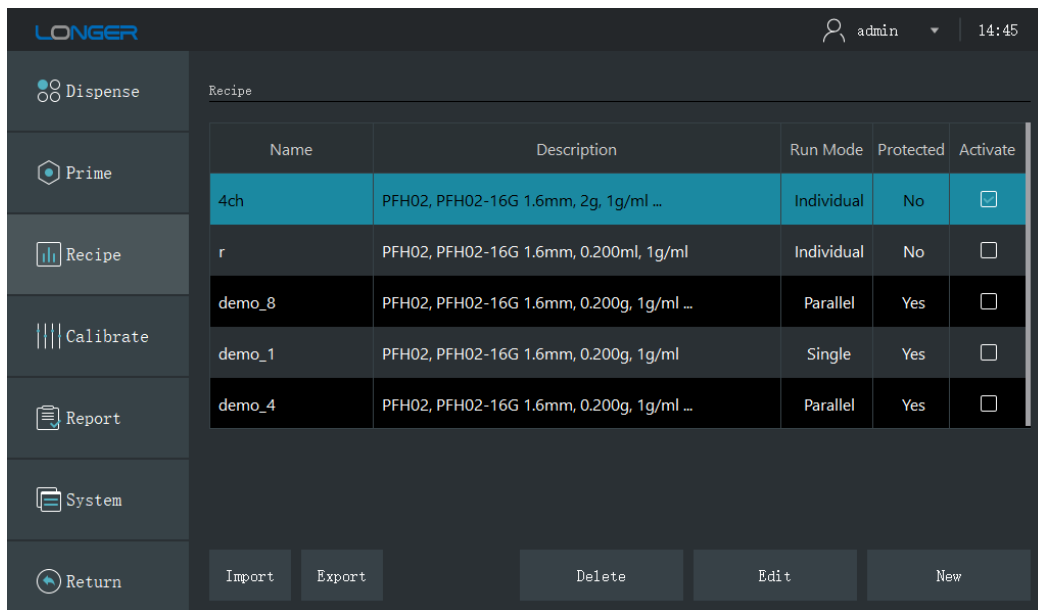 LONGER
admin
14:45
Dispense
Prime
Recipe
Calibrate
Report
System
Return
Recipe
Name Description Run Mode Protected Activate
4ch PFH02, PFH02-16G 1.6mm, 2g, 1g/ml ... Individual No
r PFH02, PFH02-16G 1.6mm, 0.200ml, 1g/ml Individual No
demo_8 PFH02, PFH02-16G 1.6mm, 0.200g, 1g/ml ... Parallel Yes
demo_1 PFH02, PFH02-16G 1.6mm, 0.200g, 1g/ml Single Yes
demo_4 PFH02, PFH02-16G 1.6mm, 0.200g, 1g/ml ... Parallel Yes
Import Export Delete Edit New